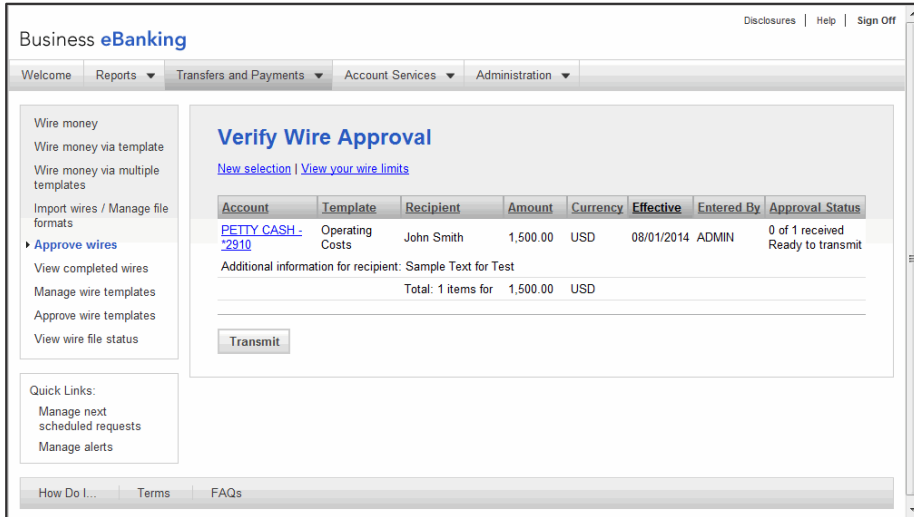 Disclosures | Help | Sign Off
Business eBanking
Welcome Reports Transfers and Payments Account Services Administration
Wire money
Wire money via template
Wire money via multiple
templates
Import wires / Manage file
formats
Approve wires
View completed wires
Manage wire templates
Approve wire templates
View wire file status
Quick Links:
Manage next
scheduled requests
Manage alerts
Verify Wire Approval
New selection | View your wire limits
Account Template Recipient Amount Currency Effective Entered By Approval Status
PETTY CASH - Operating John Smith 1,500.00 USD 08/01/2014 ADMIN 0 of 1 received
*2910 Costs Ready to transmit
Additional information for recipient: Sample Text for Test
Total: 1 items for 1,500.00 USD
Transmit
How Do I... Terms FAQs